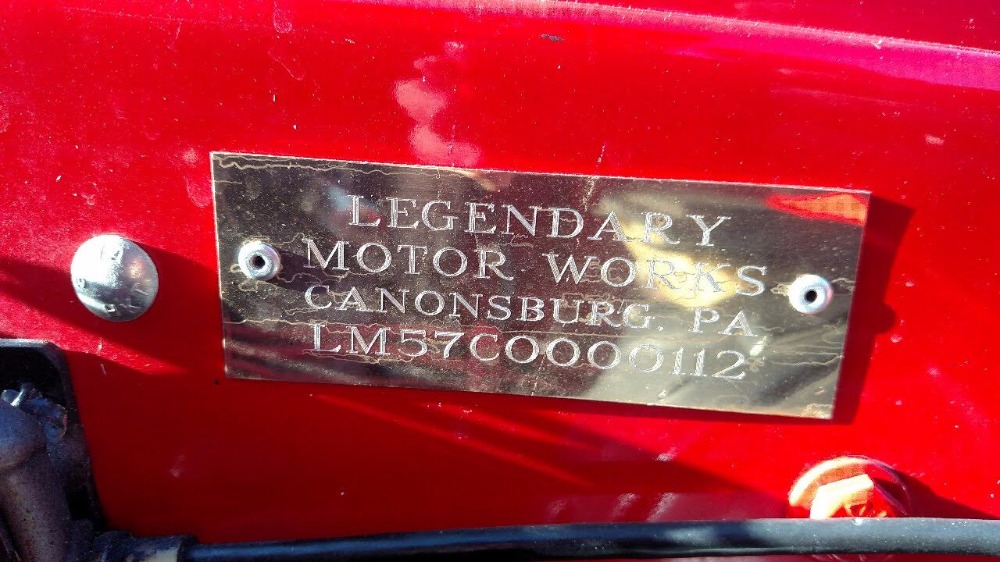 LEGENDARY
MOTOR WORKS
CANONSBURG, PA
LM57C0000112